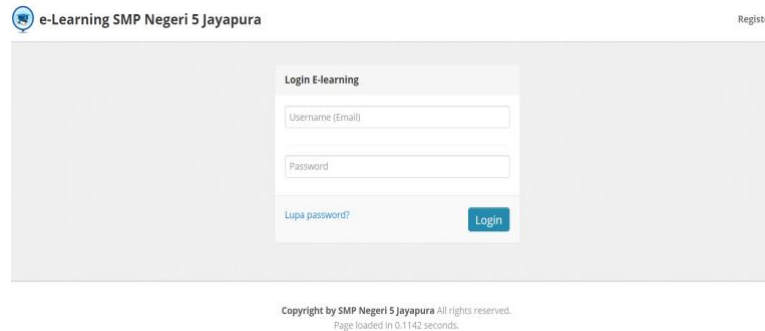 e-Learning SMP Negeri 5 Jayapura
Regist
Login E-learning
Username (Email)
Password
Lupa password?
Login
Copyright by SMP Negeri 5 Jayapura All rights reserved.
Page loaded in 0.1142 seconds.